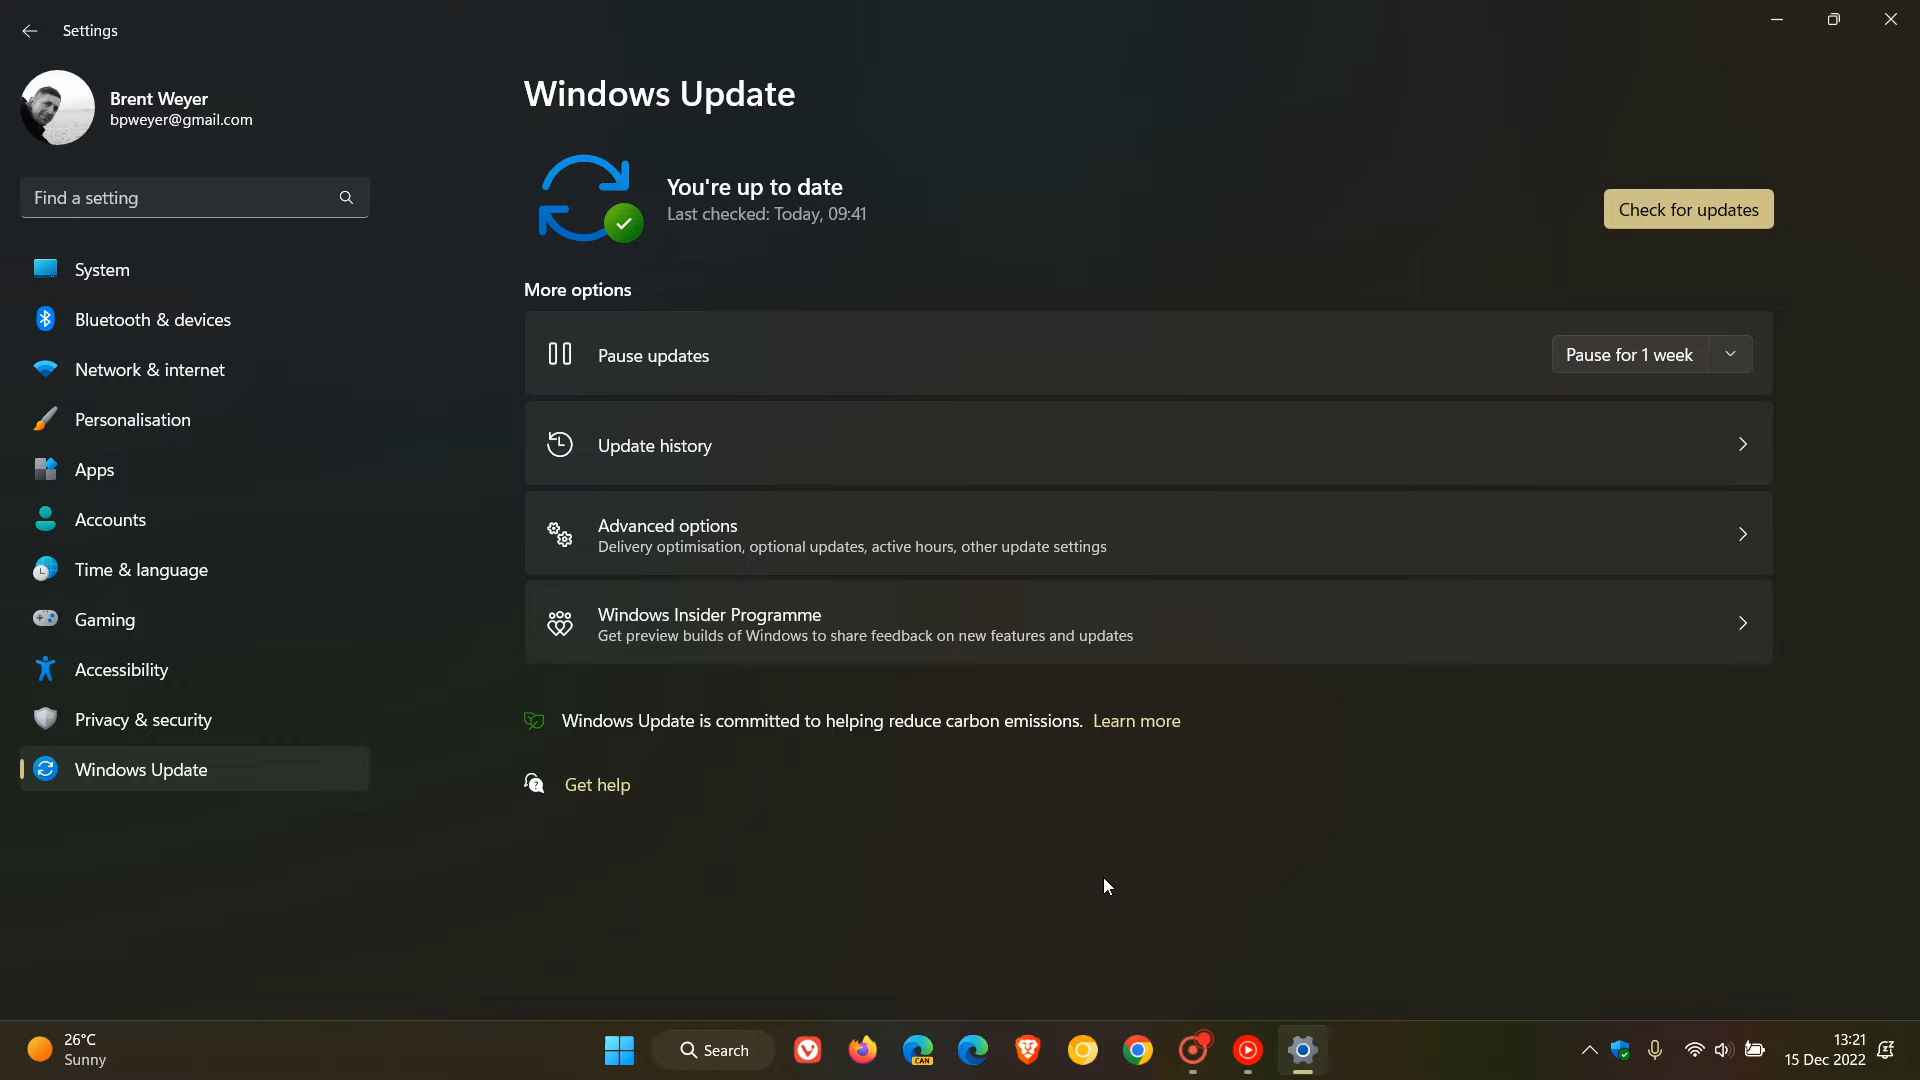 Settings
Brent Weyer
bpweyer@gmail.com
Find a setting
System
Bluetooth & devices
Network & internet
Personalisation
Apps
Accounts
Time & language
Gaming
Accessibility
Privacy & security
Windows Update
Windows Update
You're up to date
Last checked: Today, 09:41
Check for updates
More options
Pause updates
Pause for 1 week
Update history
Advanced options
Delivery optimisation, optional updates, active hours, other update settings
Windows Insider Programme
Get preview builds of Windows to share feedback on new features and updates
Windows Update is committed to helping reduce carbon emissions. Learn more
Get help
26°C
Sunny
Search
CAN
13:21
15 Dec 2022